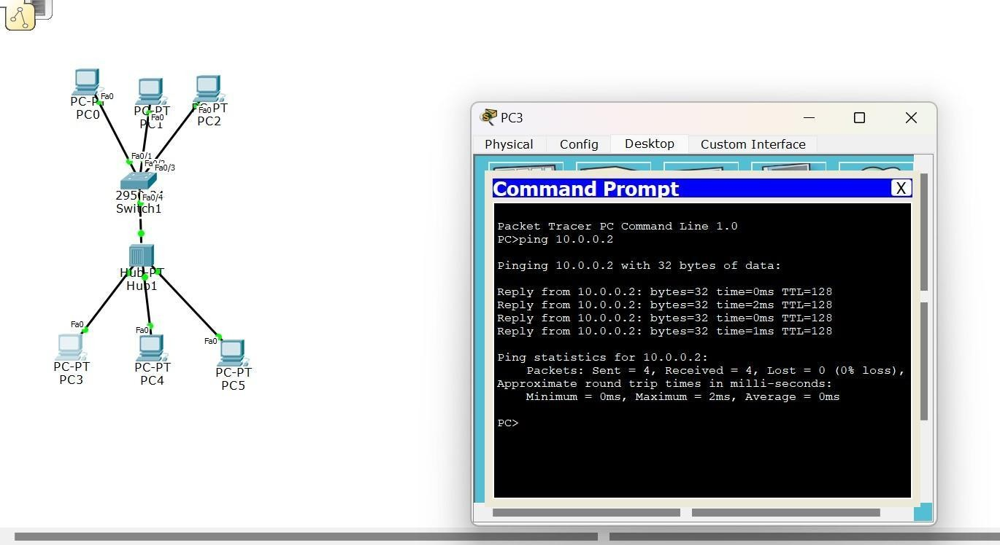 Fa0
PC-PT
PC0
PC-PT
Fa0
PC1
PC-PT
Fa0
PC2
Fa0/1
Fa0/3
Fa0/4
Switch1
Hub-PT
Hub1
Fa0
PC-PT
PC3
Fa0
PC-PT
PC4
Fa0
PC-PT
PC5
PC3
Physical Config Desktop Custom Interface
Command Prompt X
Packet Tracer PC Command Line 1.0
PC>ping 10.0.0.2
Pinging 10.0.0.2 with 32 bytes of data:
Reply from 10.0.0.2: bytes=32 time=0ms TTL=128
Reply from 10.0.0.2: bytes=32 time=2ms TTL=128
Reply from 10.0.0.2: bytes=32 time=0ms TTL=128
Reply from 10.0.0.2: bytes=32 time=1ms TTL=128
Ping statistics for 10.0.0.2:
Packets: Sent = 4, Received = 4, Lost = 0 (0% loss),
Approximate round trip times in milli-seconds:
Minimum = 0ms, Maximum = 2ms, Average = 0ms
PC>